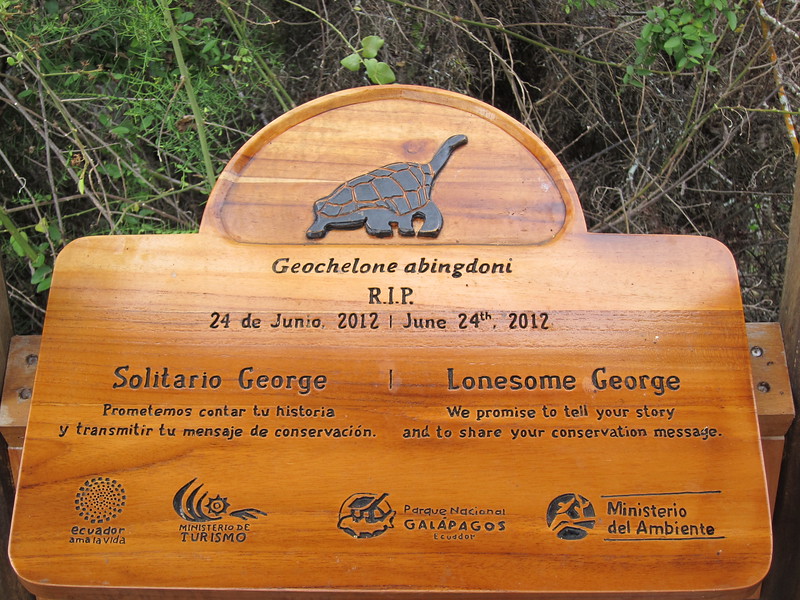 Geochelone abingdoni
R.I.P.
24 de Junio, 2012 | June 24th, 2012
Solitario George | Lonesome George
Prometemos contar tu historia
y transmitir tu mensaje de conservación.
We promise to tell your story
and to share your conservation message.
ecuador
ama la vida
MINISTERIO DE
TURISMO
Parque Nacional
GALÁPAGOS
Ecuador
Ministerio
del Ambiente